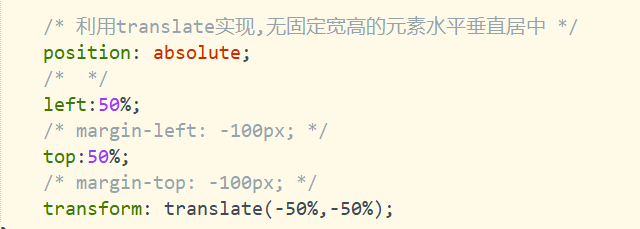 /* 利用translate实现,无固定宽高的元素水平垂直居中 */
position: absolute;
/*  */
left:50%;
/* margin-left: -100px; */
top:50%;
/* margin-top: -100px; */
transform: translate(-50%,-50%);